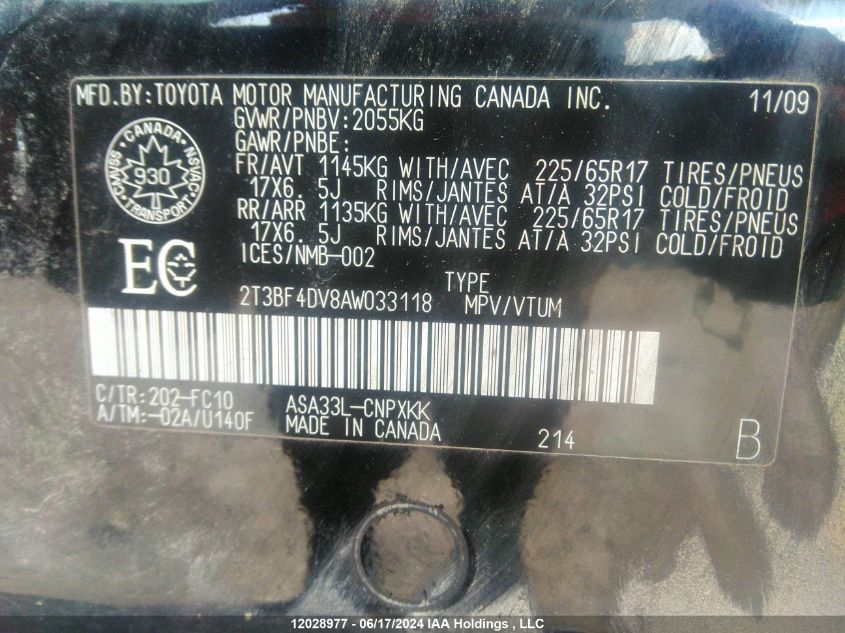 MFD.BY:TOYOTA MOTOR MANUFACTURING CANADA INC. 11/09
GVWR/PNBV:2055KG
GAWR/PNBE:
FR/AVT 1145KG WITH/AVEC 225/65R17 TIRES/PNEUS
17X6. 5J RIMS/JANTES AT/A 32PSI COLD/FROID
RR/ARR 1135KG WITH/AVEC 225/65R17 TIRES/PNEUS
17X6. 5J RIMS/JANTES AT/A 32PSI COLD/FROID
ICES/NMB-002
CANADA
CMVSS 930 NSVAC
TRANSPORT
EC
TYPE
2T3BF4DV8AW033118 MPV/VTUM
C/TR:202-FC10 ASA33L-CNPXKK
A/TM:-02A/U140F MADE IN CANADA 214 B
12028977 - 06/17/2024 IAA Holdings , LLC